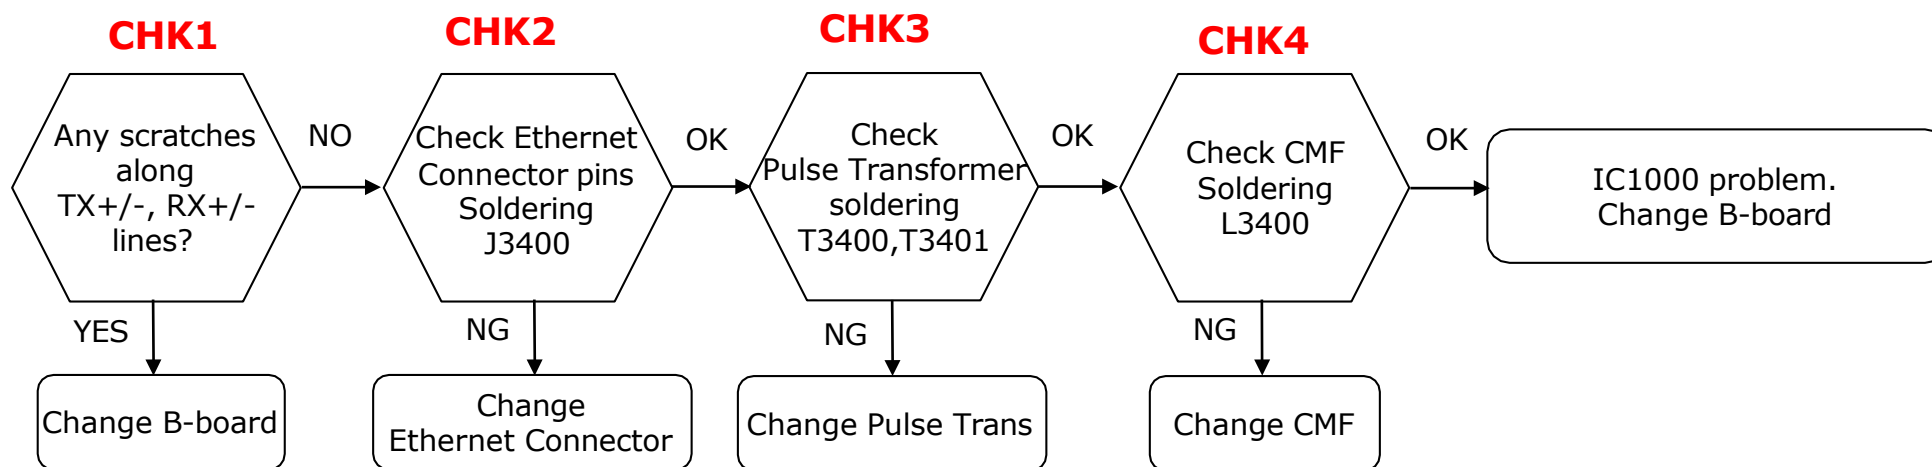 CHK1
CHK2
CHK3
CHK4
Any scratches
along
TX+/-, RX+/-
lines?
NO
Check Ethernet
Connector pins
Soldering
J3400
OK
Check
Pulse Transformer
soldering
T3400,T3401
OK
Check CMF
Soldering
L3400
OK
IC1000 problem.
Change B-board
YES
NG
NG
NG
Change B-board
Change
Ethernet Connector
Change Pulse Trans
Change CMF